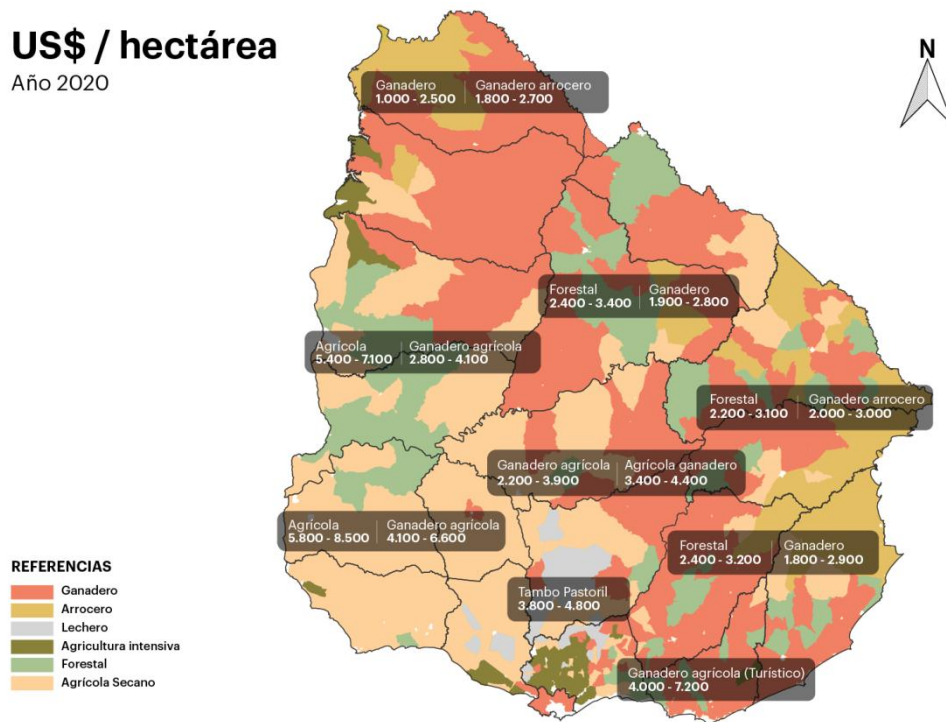 US$ / hectárea
Año 2020
N
Ganadero
1.000 - 2.500
Ganadero arrocero
1.800 - 2.700
Forestal
2.400 - 3.400
Ganadero
1.900 - 2.800
Agrícola
5.400 - 7.100
Ganadero agrícola
2.800 - 4.100
Forestal
2.200 - 3.100
Ganadero arrocero
2.000 - 3.000
Ganadero agrícola
2.200 - 3.900
Agrícola ganadero
3.400 - 4.400
Agrícola
5.800 - 8.500
Ganadero agrícola
4.100 - 6.600
Forestal
2.400 - 3.200
Ganadero
1.800 - 2.900
Tambo Pastoril
3.800 - 4.800
Ganadero agrícola (Turístico)
4.000 - 7.200
REFERENCIAS
Ganadero
Arrocero
Lechero
Agricultura intensiva
Forestal
Agrícola Secano